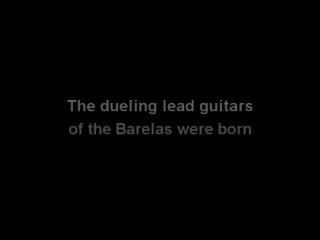 The dueling lead guitars
of the Barelas were born